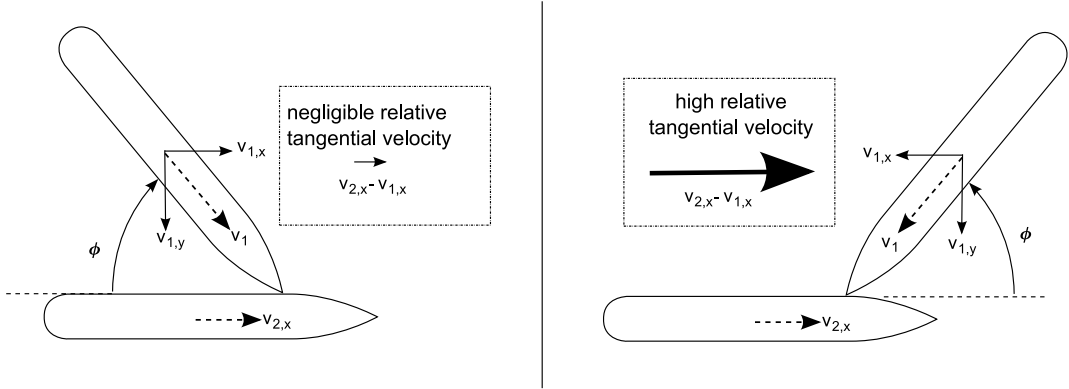 negligible relative
tangential velocity
v2,x- v1,x
v1,x
v1,y
v1
ϕ
v2,x
high relative
tangential velocity
v2,x- v1,x
v1,x
v1
v1,y
ϕ
v2,x